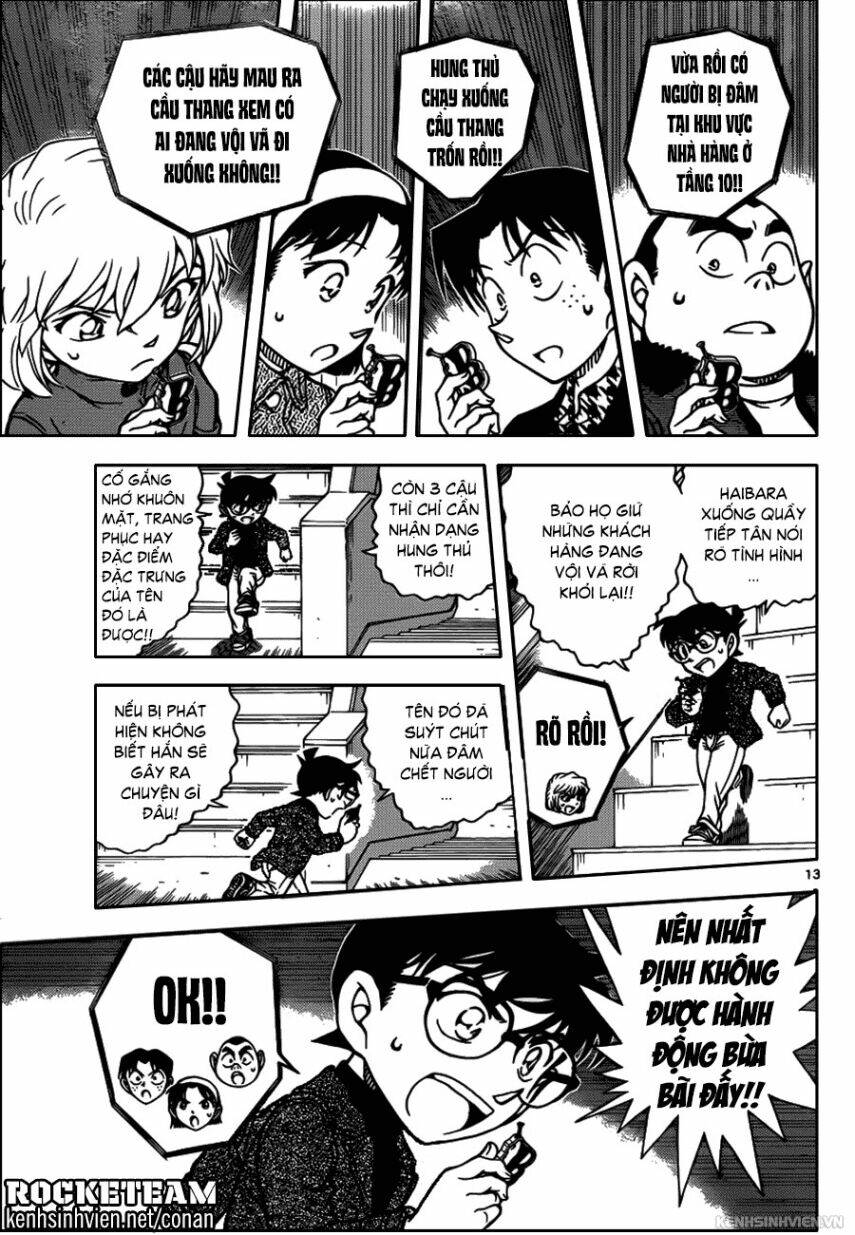 VỪA RỒI CÓ
NGƯỜI BỊ ĐÂM
TẠI KHU VỰC
NHÀ HÀNG Ở
TẦNG 10!!
HUNG THỦ
CHẠY XUỐNG
CẦU THANG
TRỐN RỒI!!
CÁC CẬU HÃY MAU RA
CẦU THANG XEM CÓ
AI ĐANG VỘI VÃ ĐI
XUỐNG KHÔNG!!
HAIBARA
XUỐNG QUẦY
TIẾP TÂN NÓI
RÕ TÌNH HÌNH
...
BẢO HỌ GIỮ
NHỮNG KHÁCH
HÀNG ĐANG
VỘI VÃ RỜI
KHỎI LẠI!!
RÕ RỒI!
CÒN 3 CẬU
THÌ CHỈ CẦN
NHẬN DẠNG
HUNG THỦ
THÔI!
CỐ GẮNG
NHỚ KHUÔN
MẶT, TRANG
PHỤC HAY
ĐẶC ĐIỂM
ĐẶC TRƯNG
CỦA TÊN
ĐÓ LÀ
ĐƯỢC!!
TÊN ĐÓ ĐÃ
SUÝT CHÚT
NỮA ĐÂM
CHẾT NGƯỜI
...
NẾU BỊ PHÁT
HIỆN KHÔNG
BIẾT HẮN SẼ
GÂY RA
CHUYỆN GÌ
ĐÂU!
13
NÊN NHẤT
ĐỊNH KHÔNG
ĐƯỢC HÀNH
ĐỘNG BỪA
BÃI ĐẤY!!
OK!!
ROCKETEAM
kenhsinhvien.net/conan
KENHSINHVIEN.VN